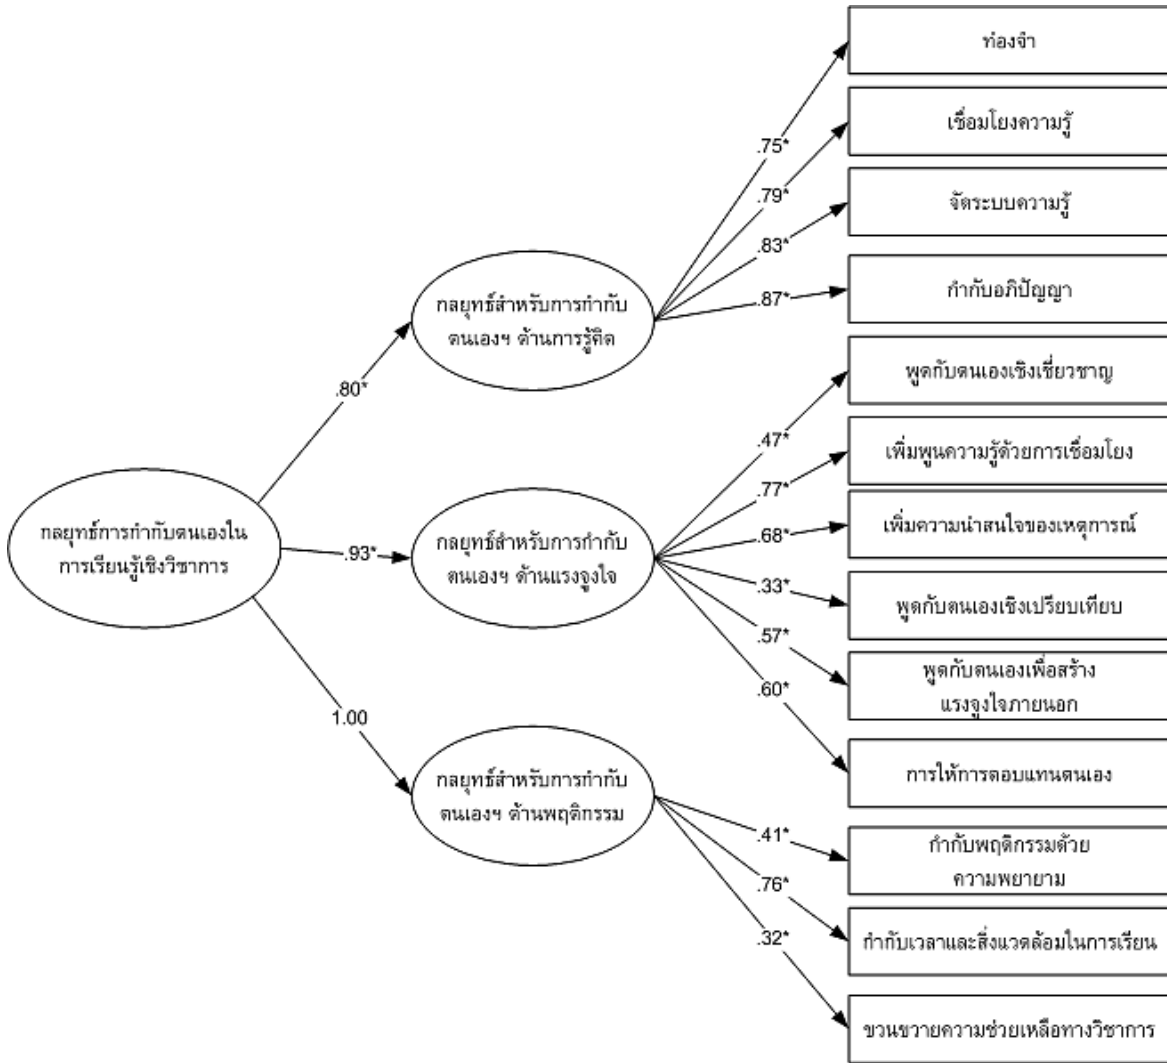 ท่องจำ
เชื่อมโยงความรู้
.75*
.79*
จัดระบบความรู้
.83*
กลยุทธ์สำหรับการกำกับ
ตนเองฯ ด้านการรู้คิด
.87*
กำกับอภิปัญญา
พูดกับตนเองเชิงเชี่ยวชาญ
.80*
.47*
เพิ่มพูนความรู้ด้วยการเชื่อมโยง
.77*
กลยุทธ์การกำกับตนเองใน
การเรียนรู้เชิงวิชาการ
.93*
กลยุทธ์สำหรับการกำกับ
ตนเองฯ ด้านแรงจูงใจ
.68*
เพิ่มความนำสนใจของเหตุการณ์
.33*
พูดกับตนเองเชิงเปรียบเทียบ
.57*
พูดกับตนเองเพื่อสร้าง
แรงจูงใจภายนอก
.60*
1.00
การให้การตอบแทนตนเอง
กลยุทธ์สำหรับการกำกับ
ตนเองฯ ด้านพฤติกรรม
.41*
กำกับพฤติกรรมด้วย
ความพยายาม
.76*
กำกับเวลาและสิ่งแวดล้อมในการเรียน
.32*
ขวนขวายความช่วยเหลือทางวิชาการ